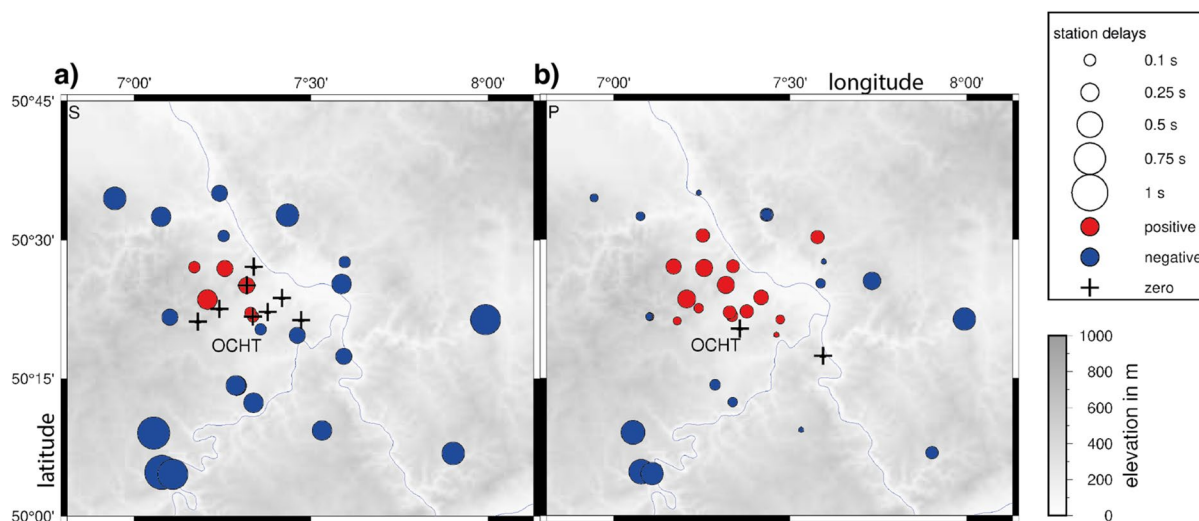 a)
7°00'
7°30'
8°00'
b)
7°00'
7°30'
longitude
8°00'
50°45'
50°30'
50°15'
50°00'
latitude
S
OCHT
P
OCHT
station delays
0.1 s
0.25 s
0.5 s
0.75 s
1 s
positive
negative
zero
1000
800
600
400
200
0
elevation in m